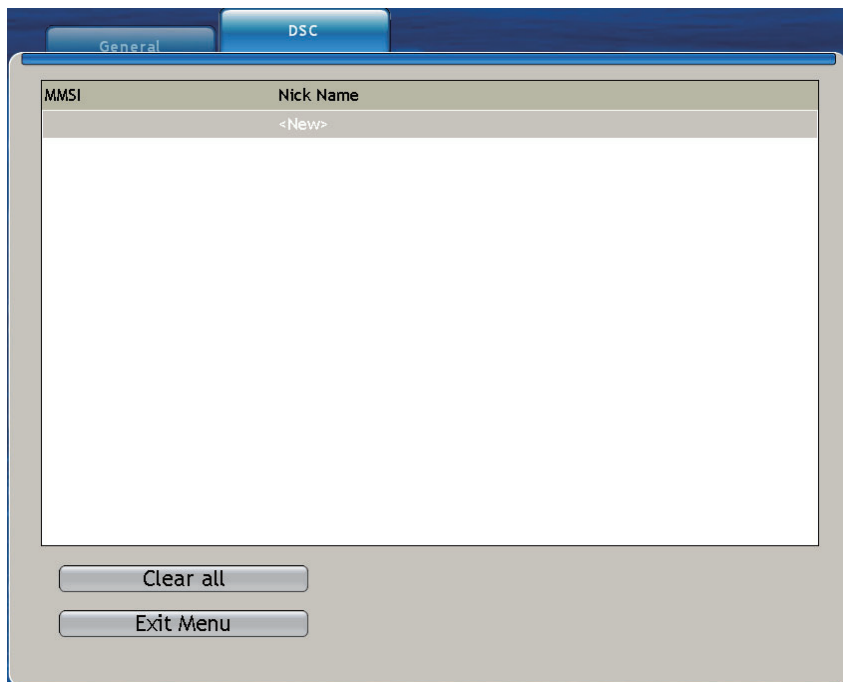 General
DSC
MMSI Nick Name
<New>
Clear all
Exit Menu